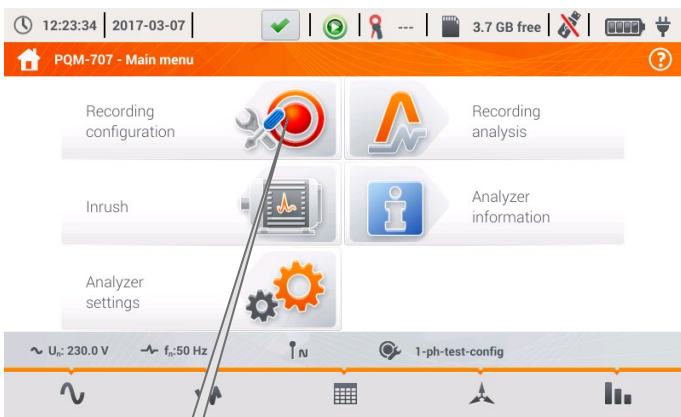 12:23:34 2017-03-07 --- 3.7 GB free
PQM-707 - Main menu ?
Recording
configuration
Recording
analysis
Inrush
Analyzer
information
Analyzer
settings
Un: 230.0 V fn:50 Hz N 1-ph-test-config